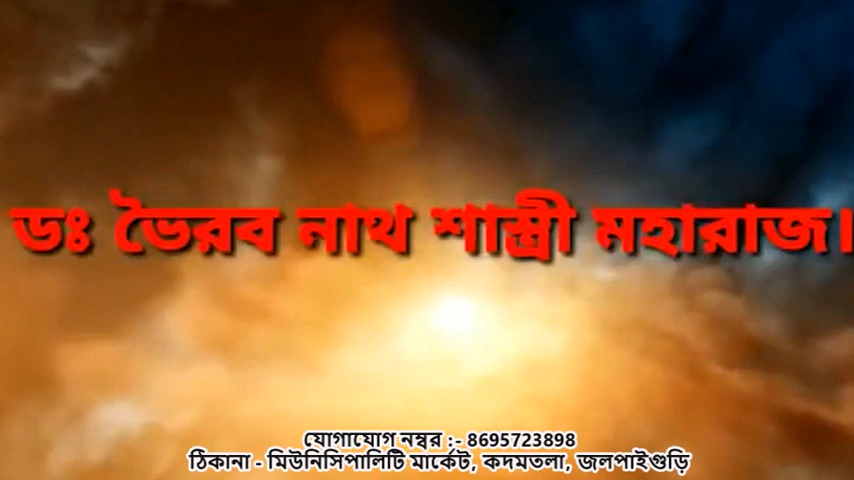 ডঃ ভৈরব নাথ শাস্ত্রী মহারাজ।
যোগাযোগ নম্বর :- 8695723898
ঠিকানা - মিউনিসিপালিটি মার্কেট, কদমতলা, জলপাইগুড়ি